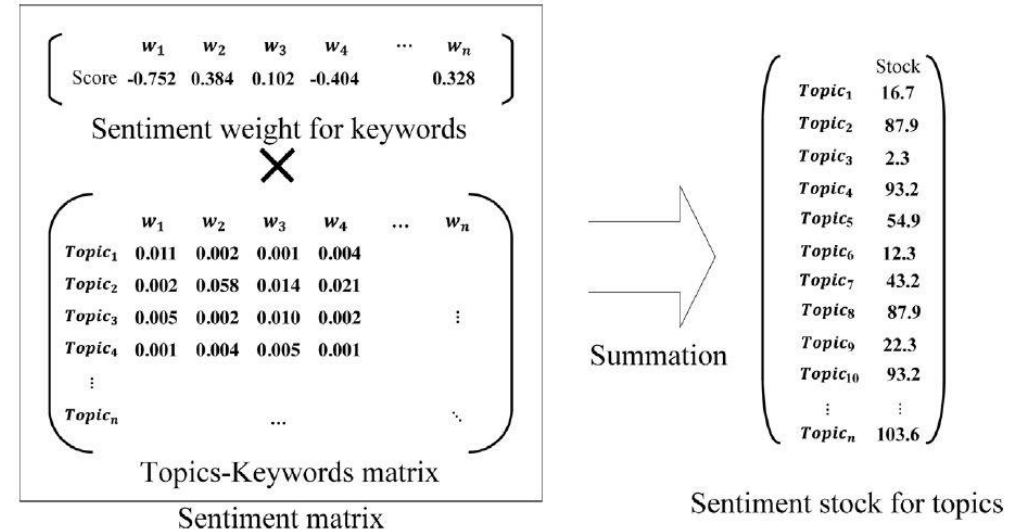 w₁ w₂ w₃ w₄ ... wₙ
Score -0.752 0.384 0.102 -0.404 0.328
Sentiment weight for keywords
×
w₁ w₂ w₃ w₄ ... wₙ
Topic₁ 0.011 0.002 0.001 0.004
Topic₂ 0.002 0.058 0.014 0.021
Topic₃ 0.005 0.002 0.010 0.002 ⋮
Topic₄ 0.001 0.004 0.005 0.001
⋮
Topicₙ ... ⋱
Topics-Keywords matrix
Sentiment matrix
Summation
Stock
Topic₁ 16.7
Topic₂ 87.9
Topic₃ 2.3
Topic₄ 93.2
Topic₅ 54.9
Topic₆ 12.3
Topic₇ 43.2
Topic₈ 87.9
Topic₉ 22.3
Topic₁₀ 93.2
⋮ ⋮
Topicₙ 103.6
Sentiment stock for topics